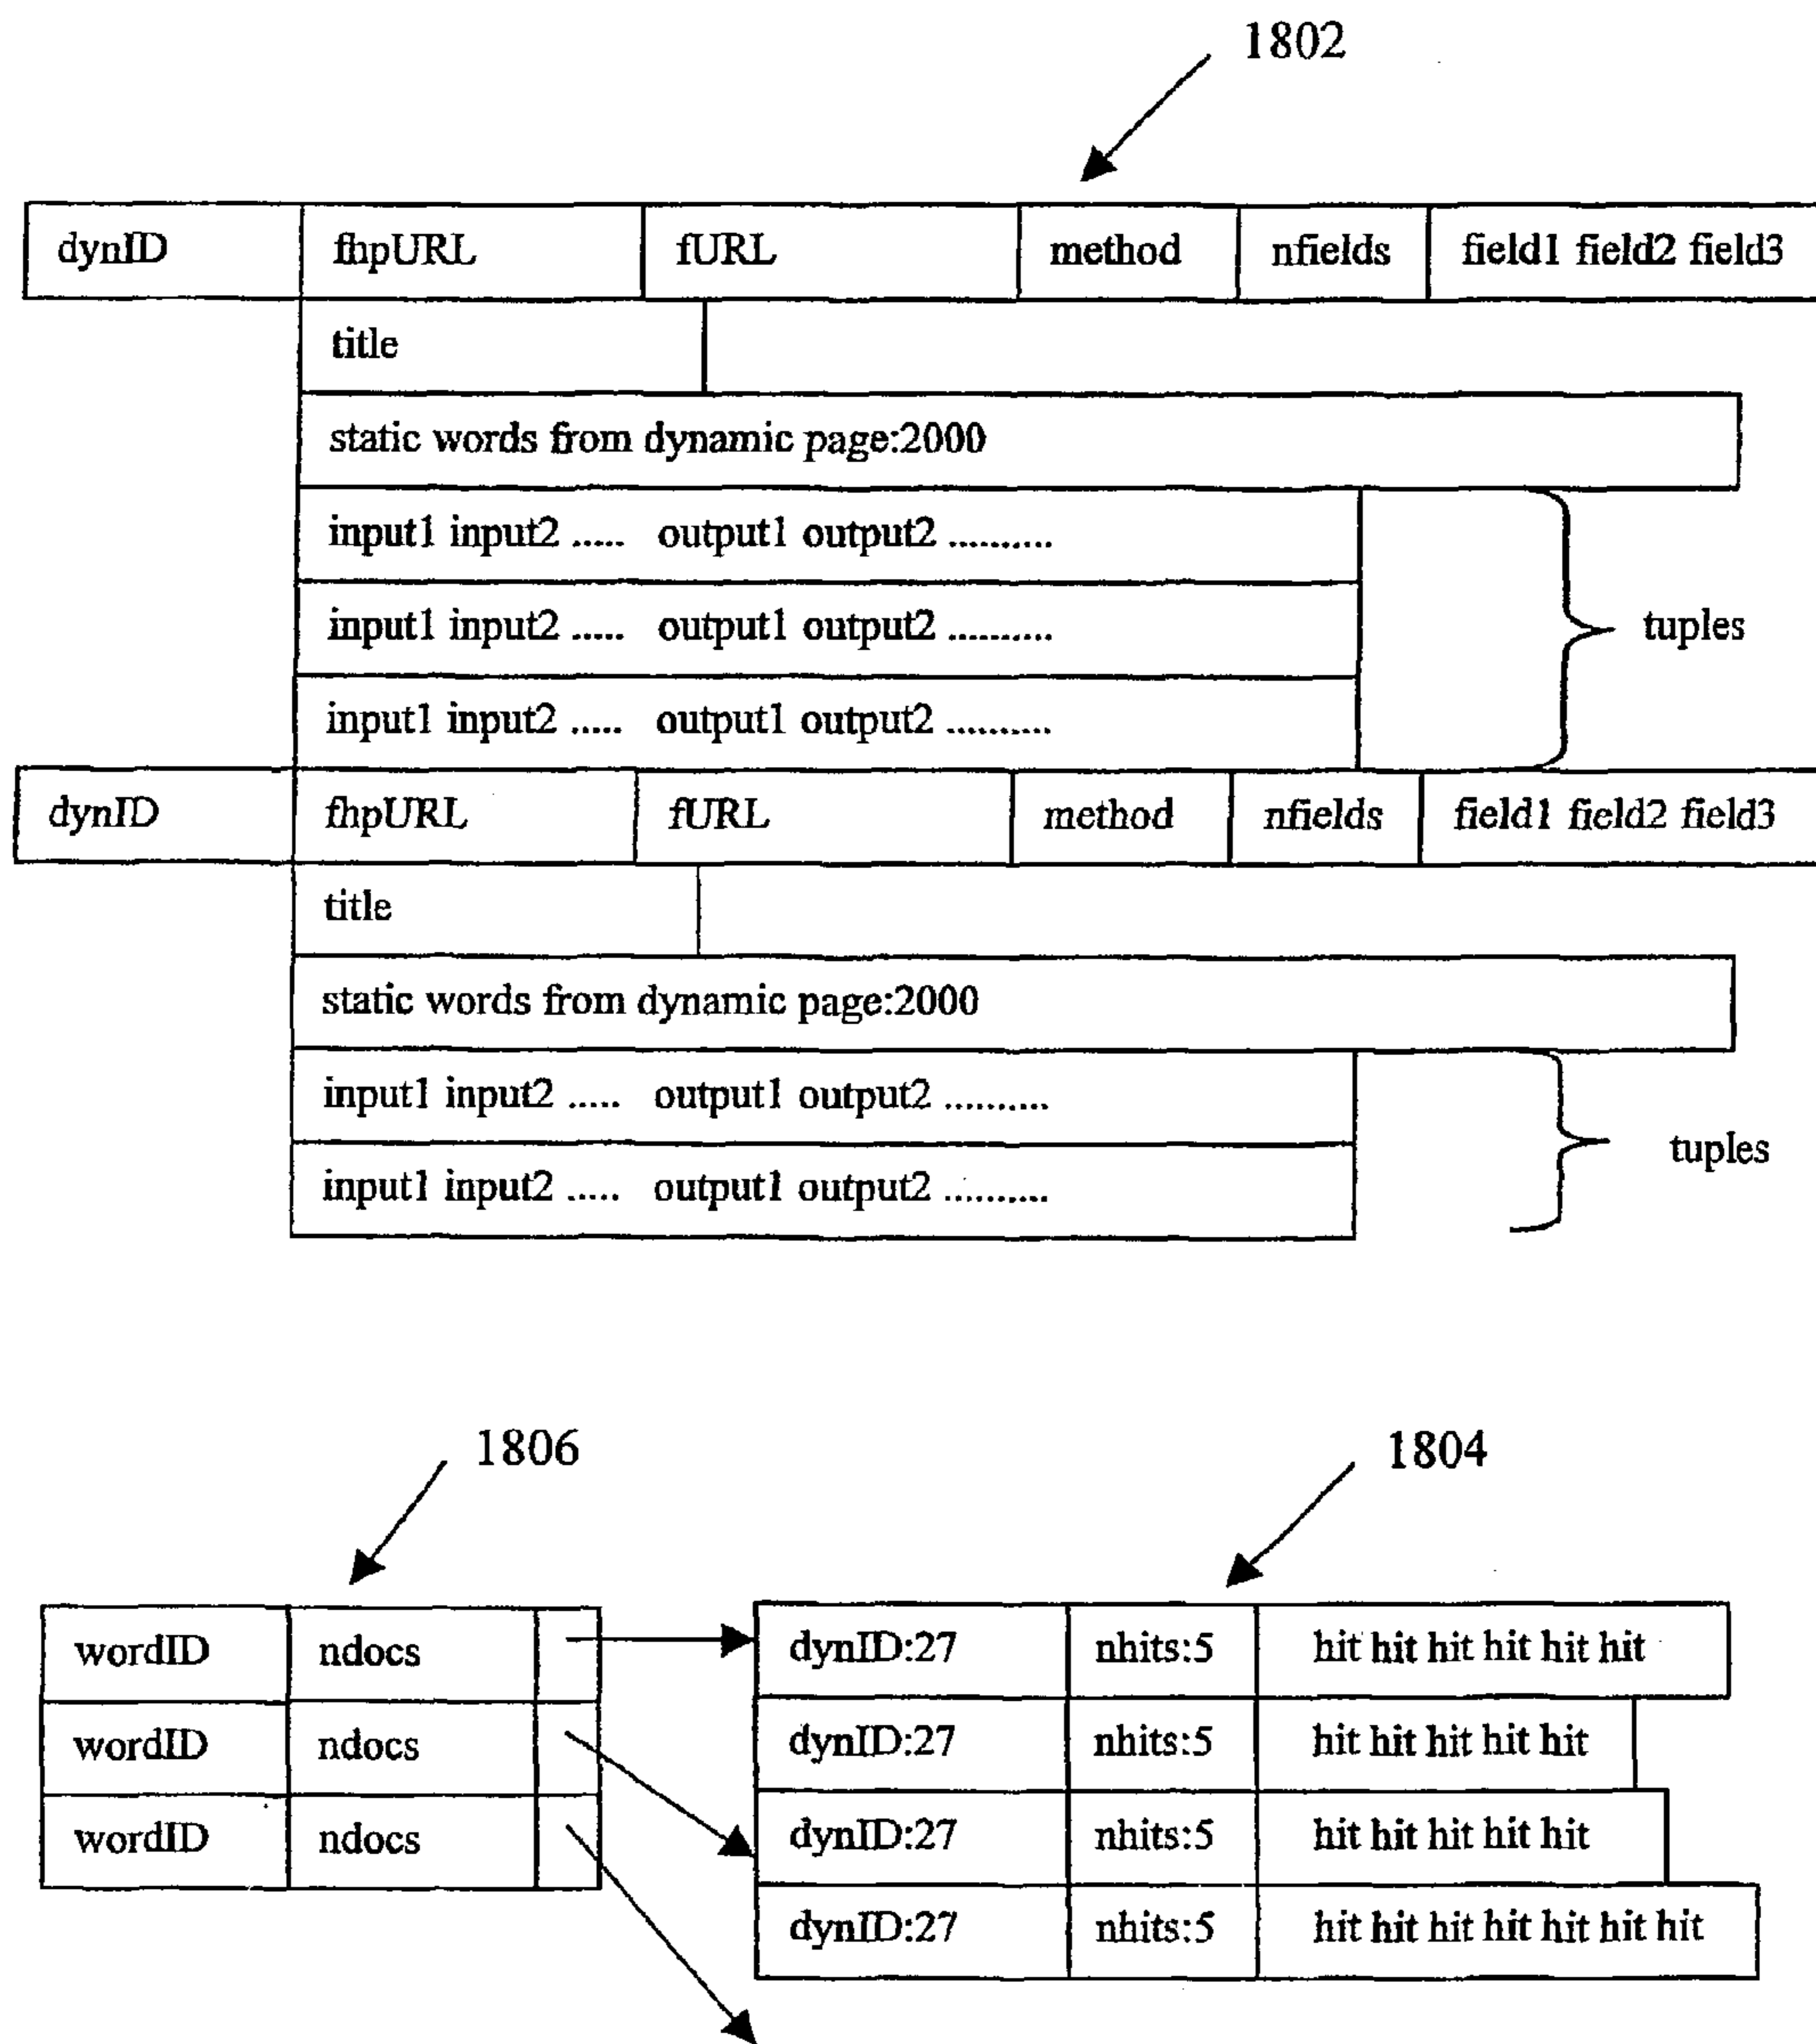 1802
dynID fhpURL fURL method nfields field1 field2 field3
title
static words from dynamic page:2000
input1 input2 ..... output1 output2 ..........
input1 input2 ..... output1 output2 ..........
tuples
input1 input2 ..... output1 output2 ..........
dynID fhpURL fURL method nfields field1 field2 field3
title
static words from dynamic page:2000
input1 input2 ..... output1 output2 ..........
tuples
input1 input2 ..... output1 output2 ..........
1806 1804
wordID ndocs dynID:27 nhits:5 hit hit hit hit hit hit
wordID ndocs dynID:27 nhits:5 hit hit hit hit hit
wordID ndocs dynID:27 nhits:5 hit hit hit hit hit
dynID:27 nhits:5 hit hit hit hit hit hit hit